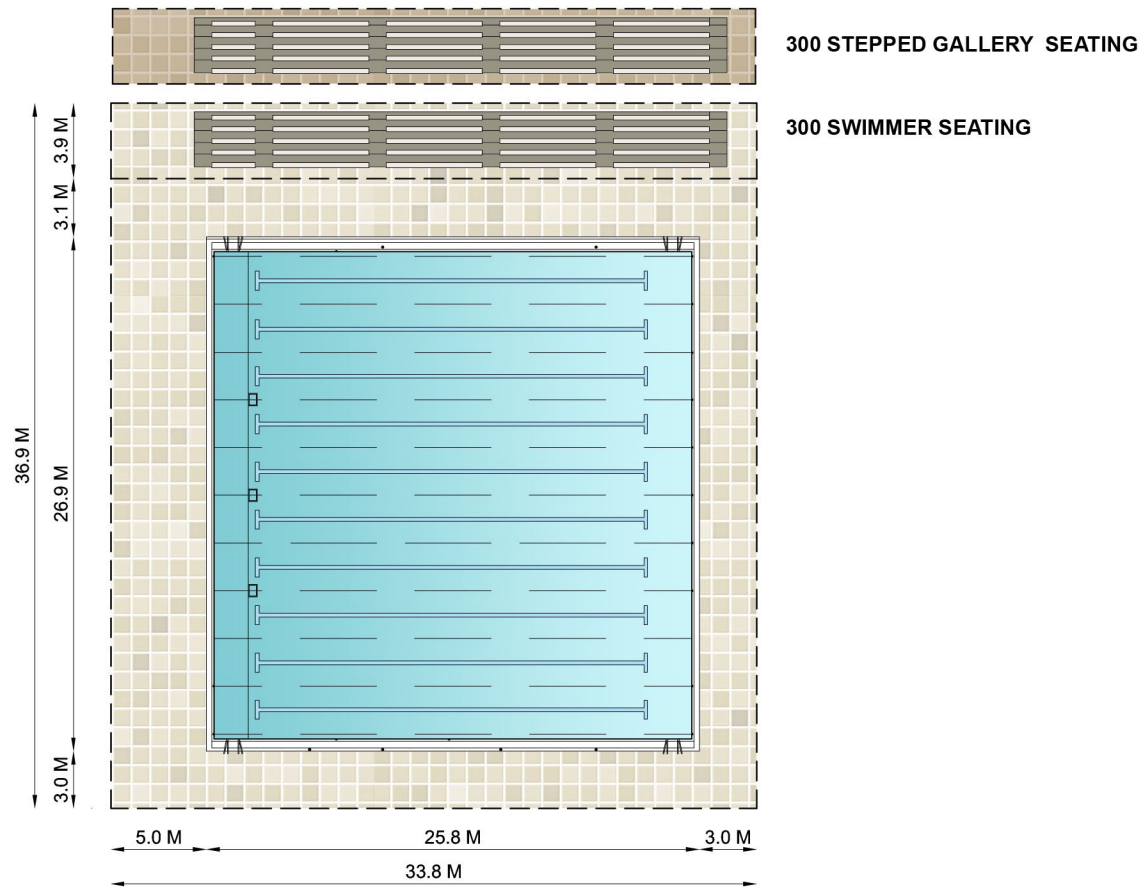 300 STEPPED GALLERY SEATING
300 SWIMMER SEATING
3.9 M
3.1 M
36.9 M
26.9 M
3.0 M
5.0 M
25.8 M
3.0 M
33.8 M